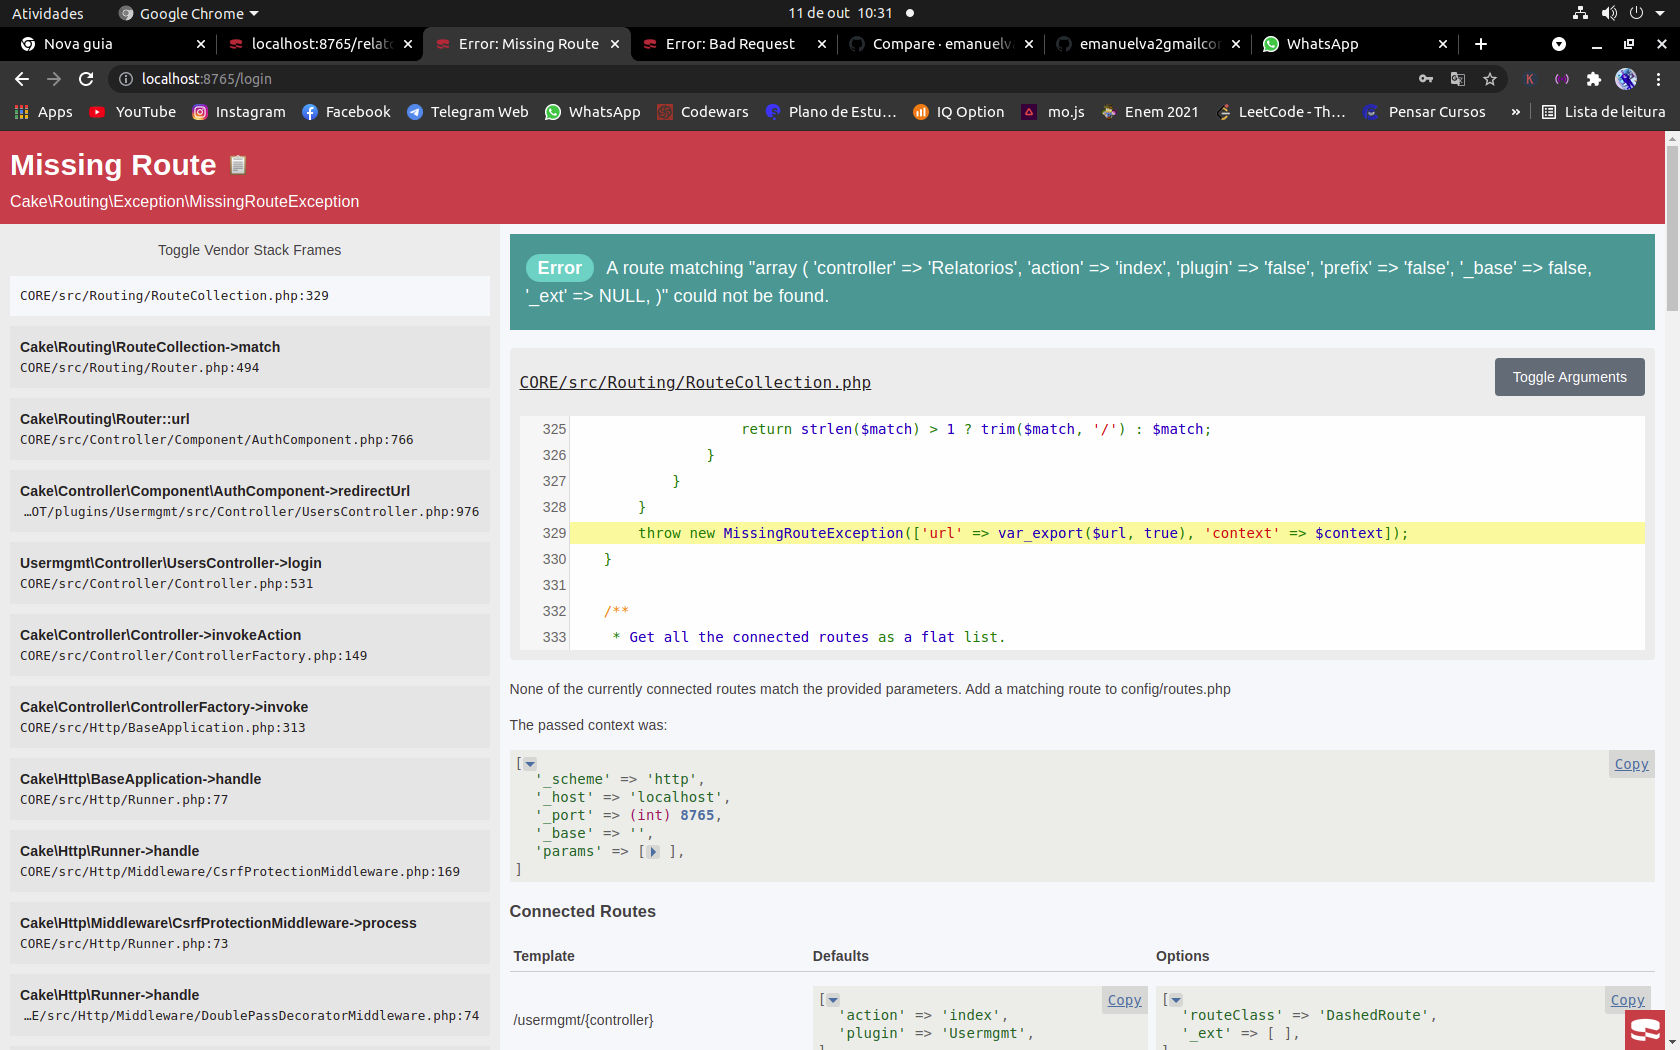 Atividades
Google Chrome
11 de out 10:31
Nova guia
localhost:8765/relat
Error: Missing Route
Error: Bad Request
Compare · emanuelv
emanuelva2gmailco
WhatsApp
localhost:8765/login
Apps
YouTube
Instagram
Facebook
Telegram Web
WhatsApp
Codewars
Plano de Estu…
IQ Option
mo.js
Enem 2021
LeetCode - Th…
Pensar Cursos
»
Lista de leitura
Missing Route
Cake\Routing\Exception\MissingRouteException
Toggle Vendor Stack Frames
CORE/src/Routing/RouteCollection.php:329
Cake\Routing\RouteCollection->match
CORE/src/Routing/Router.php:494
Cake\Routing\Router::url
CORE/src/Controller/Component/AuthComponent.php:766
Cake\Controller\Component\AuthComponent->redirectUrl
…OT/plugins/Usermgmt/src/Controller/UsersController.php:976
Usermgmt\Controller\UsersController->login
CORE/src/Controller/Controller.php:531
Cake\Controller\Controller->invokeAction
CORE/src/Controller/ControllerFactory.php:149
Cake\Controller\ControllerFactory->invoke
CORE/src/Http/BaseApplication.php:313
Cake\Http\BaseApplication->handle
CORE/src/Http/Runner.php:77
Cake\Http\Runner->handle
CORE/src/Http/Middleware/CsrfProtectionMiddleware.php:169
Cake\Http\Middleware\CsrfProtectionMiddleware->process
CORE/src/Http/Runner.php:73
Cake\Http\Runner->handle
…E/src/Http/Middleware/DoublePassDecoratorMiddleware.php:74
Error A route matching "array ( 'controller' => 'Relatorios', 'action' => 'index', 'plugin' => 'false', 'prefix' => 'false', '_base' => false,
'_ext' => NULL, )" could not be found.
CORE/src/Routing/RouteCollection.php
Toggle Arguments
325 return strlen($match) > 1 ? trim($match, '/') : $match;
326 }
327 }
328 }
329 throw new MissingRouteException(['url' => var_export($url, true), 'context' => $context]);
330 }
331
332 /**
333 * Get all the connected routes as a flat list.
None of the currently connected routes match the provided parameters. Add a matching route to config/routes.php
The passed context was:
[
Copy
'_scheme' => 'http',
'_host' => 'localhost',
'_port' => (int) 8765,
'_base' => '',
'params' => [ ],
]
Connected Routes
Template Defaults Options
/usermgmt/{controller}
[
Copy
'action' => 'index',
'plugin' => 'Usermgmt',
[
Copy
'routeClass' => 'DashedRoute',
'_ext' => [ ],